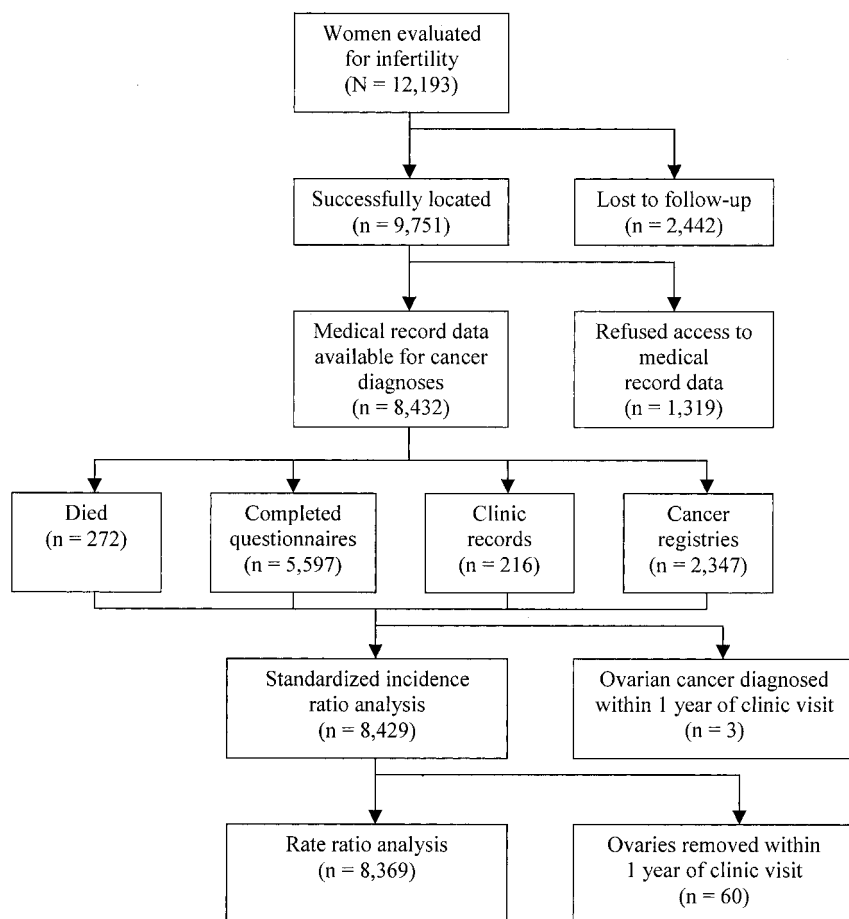 Women evaluated
for infertility
(N = 12,193)
Successfully located
(n = 9,751)
Lost to follow-up
(n = 2,442)
Medical record data
available for cancer
diagnoses
(n = 8,432)
Refused access to
medical
record data
(n = 1,319)
Died
(n = 272)
Completed
questionnaires
(n = 5,597)
Clinic
records
(n = 216)
Cancer
registries
(n = 2,347)
Standardized incidence
ratio analysis
(n = 8,429)
Ovarian cancer diagnosed
within 1 year of clinic visit
(n = 3)
Rate ratio analysis
(n = 8,369)
Ovaries removed within
1 year of clinic visit
(n = 60)